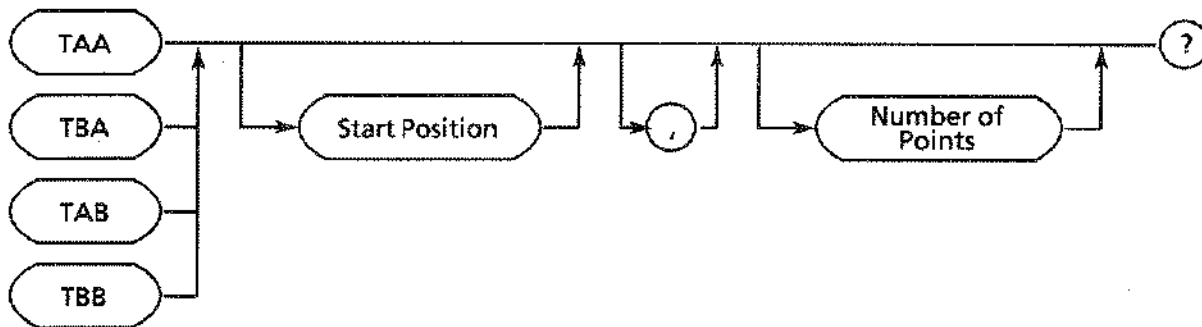 TAA
?
Start Position
,
Number of
Points
TBA
TAB
TBB